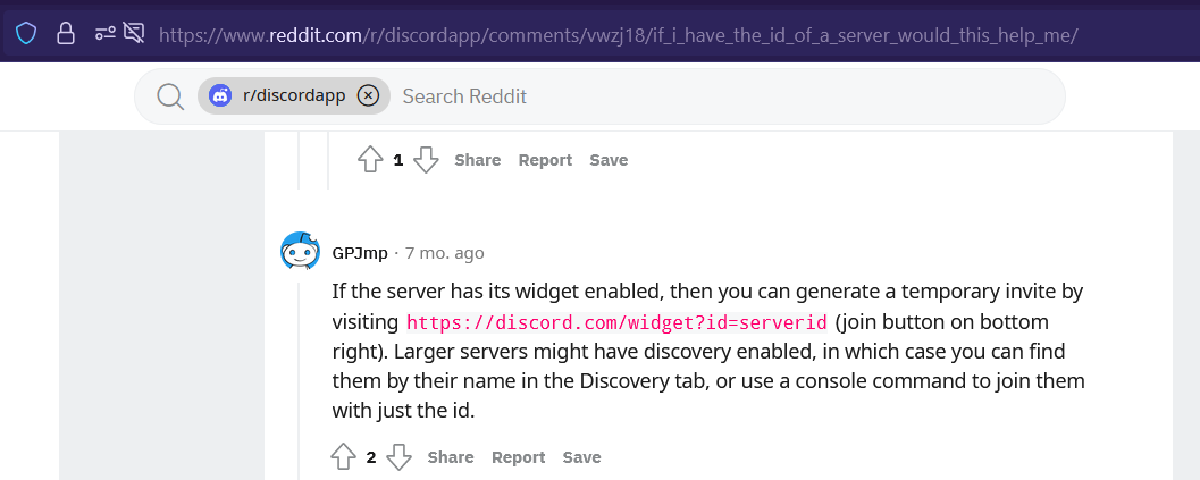 https://www.reddit.com/r/discordapp/comments/vwzj18/if_i_have_the_id_of_a_server_would_this_help_me/
r/discordapp Search Reddit
1 Share Report Save
GPJmp · 7 mo. ago
If the server has its widget enabled, then you can generate a temporary invite by
visiting https://discord.com/widget?id=serverid (join button on bottom
right). Larger servers might have discovery enabled, in which case you can find
them by their name in the Discovery tab, or use a console command to join them
with just the id.
2 Share Report Save